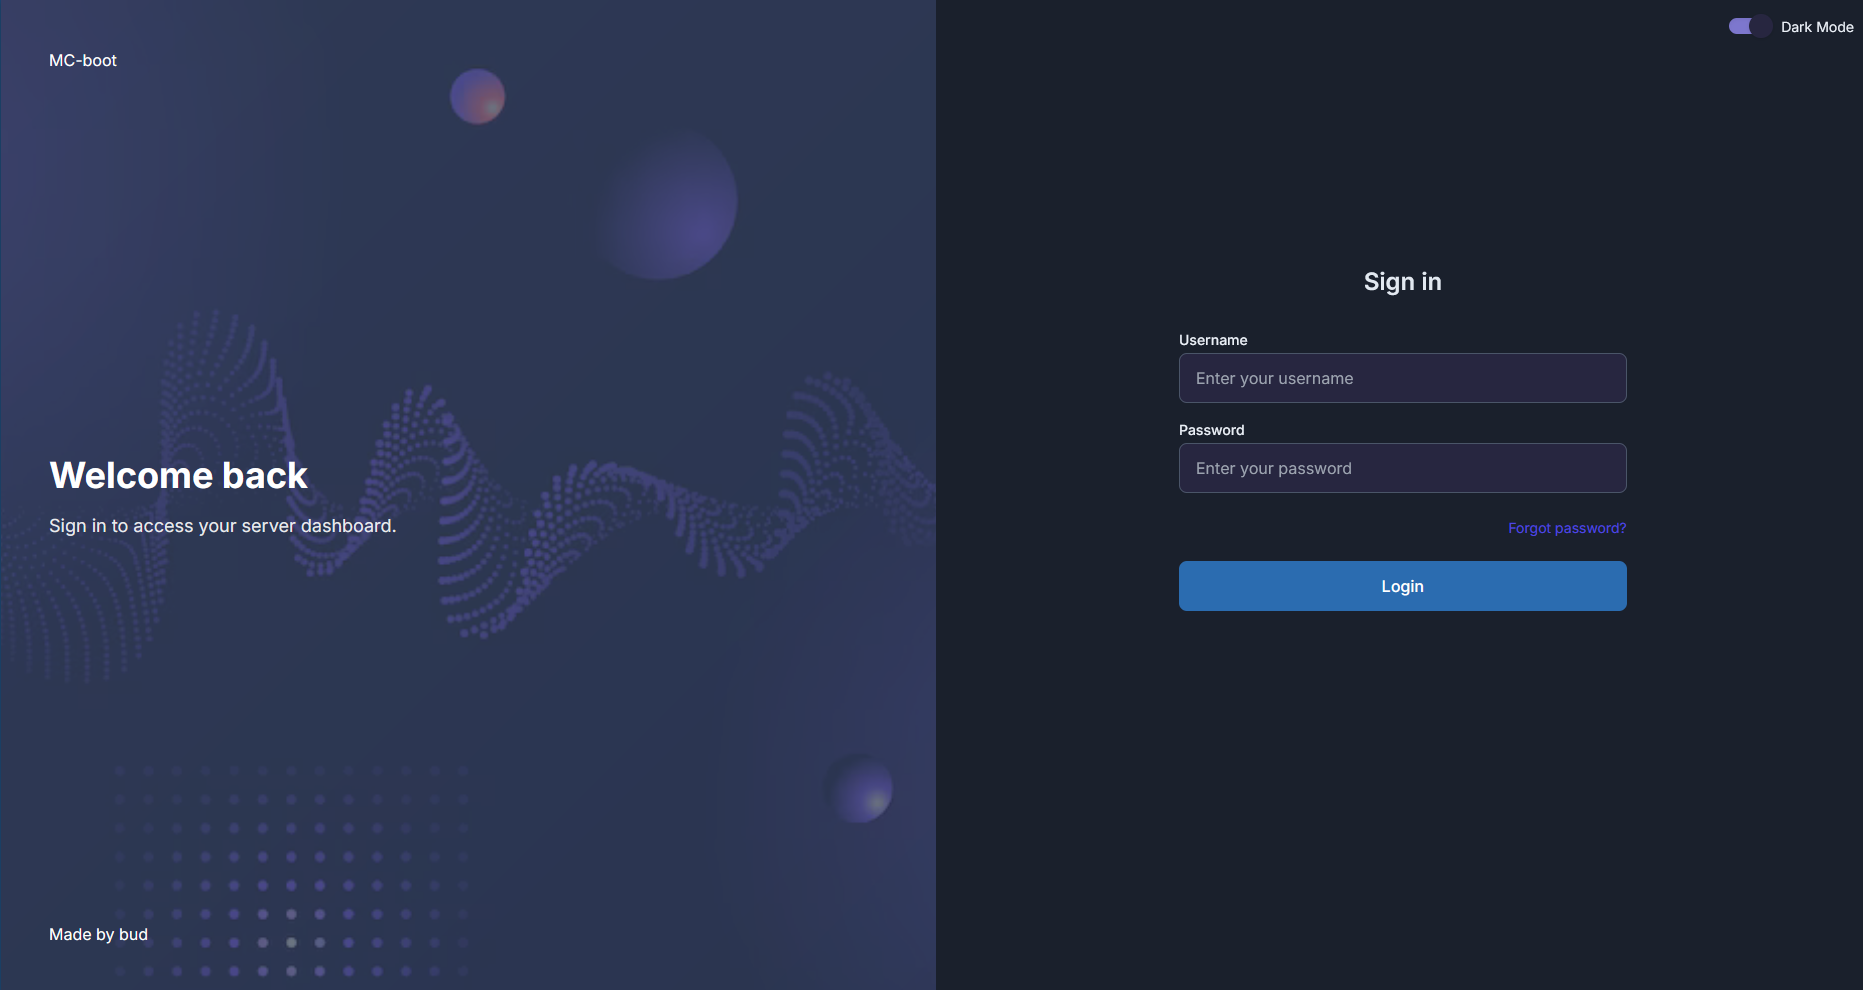 MC-boot
Welcome back
Sign in to access your server dashboard.
Made by bud
Dark Mode
Sign in
Username
Enter your username
Password
Enter your password
Forgot password?
Login